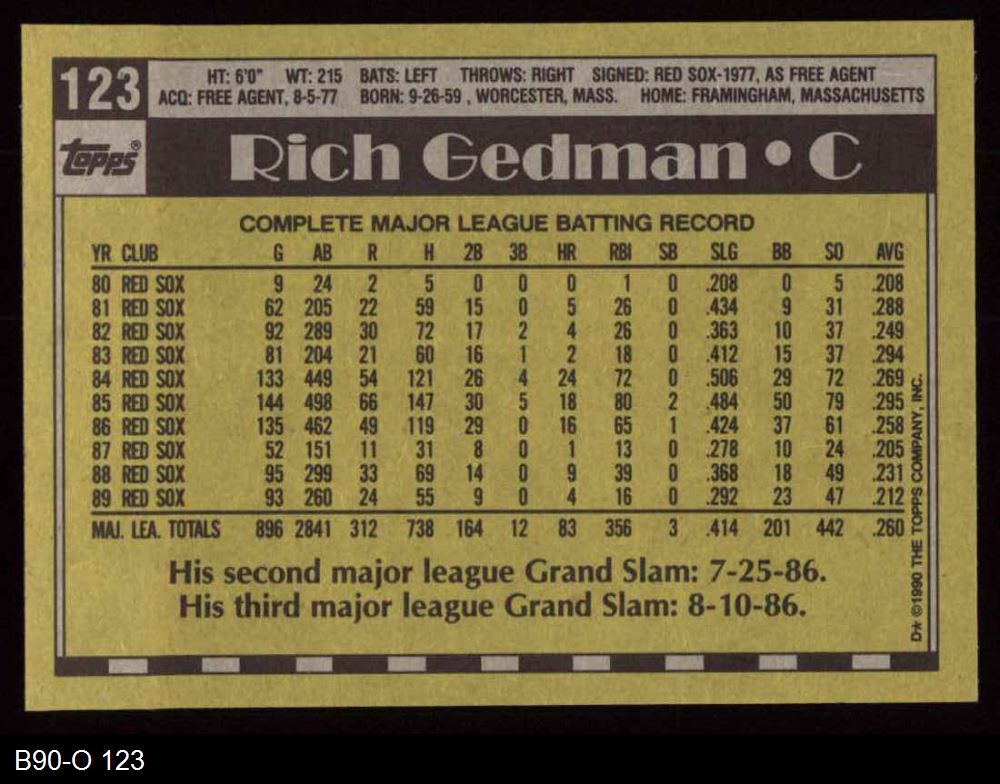 123
HT: 6'0" WT: 215 BATS: LEFT THROWS: RIGHT SIGNED: RED SOX-1977, AS FREE AGENT
ACQ: FREE AGENT, 8-5-77 BORN: 9-26-59 , WORCESTER, MASS. HOME: FRAMINGHAM, MASSACHUSETTS
topps®
Rich Gedman • C
COMPLETE MAJOR LEAGUE BATTING RECORD
YR CLUB G AB R H 2B 3B HR RBI SB SLG BB SO AVG
80 RED SOX 9 24 2 5 0 0 0 1 0 .208 0 5 .208
81 RED SOX 62 205 22 59 15 0 5 26 0 .434 9 31 .288
82 RED SOX 92 289 30 72 17 2 4 26 0 .363 10 37 .249
83 RED SOX 81 204 21 60 16 1 2 18 0 .412 15 37 .294
84 RED SOX 133 449 54 121 26 4 24 72 0 .506 29 72 .269
85 RED SOX 144 498 66 147 30 5 18 80 2 .484 50 79 .295
86 RED SOX 135 462 49 119 29 0 16 65 1 .424 37 61 .258
87 RED SOX 52 151 11 31 8 0 1 13 0 .278 10 24 .205
88 RED SOX 95 299 33 69 14 0 9 39 0 .368 18 49 .231
89 RED SOX 93 260 24 55 9 0 4 16 0 .292 23 47 .212
MAJ. LEA. TOTALS 896 2841 312 738 164 12 83 356 3 .414 201 442 .260
His second major league Grand Slam: 7-25-86.
His third major league Grand Slam: 8-10-86.
D* ©1990 THE TOPPS COMPANY, INC.
B90-O 123